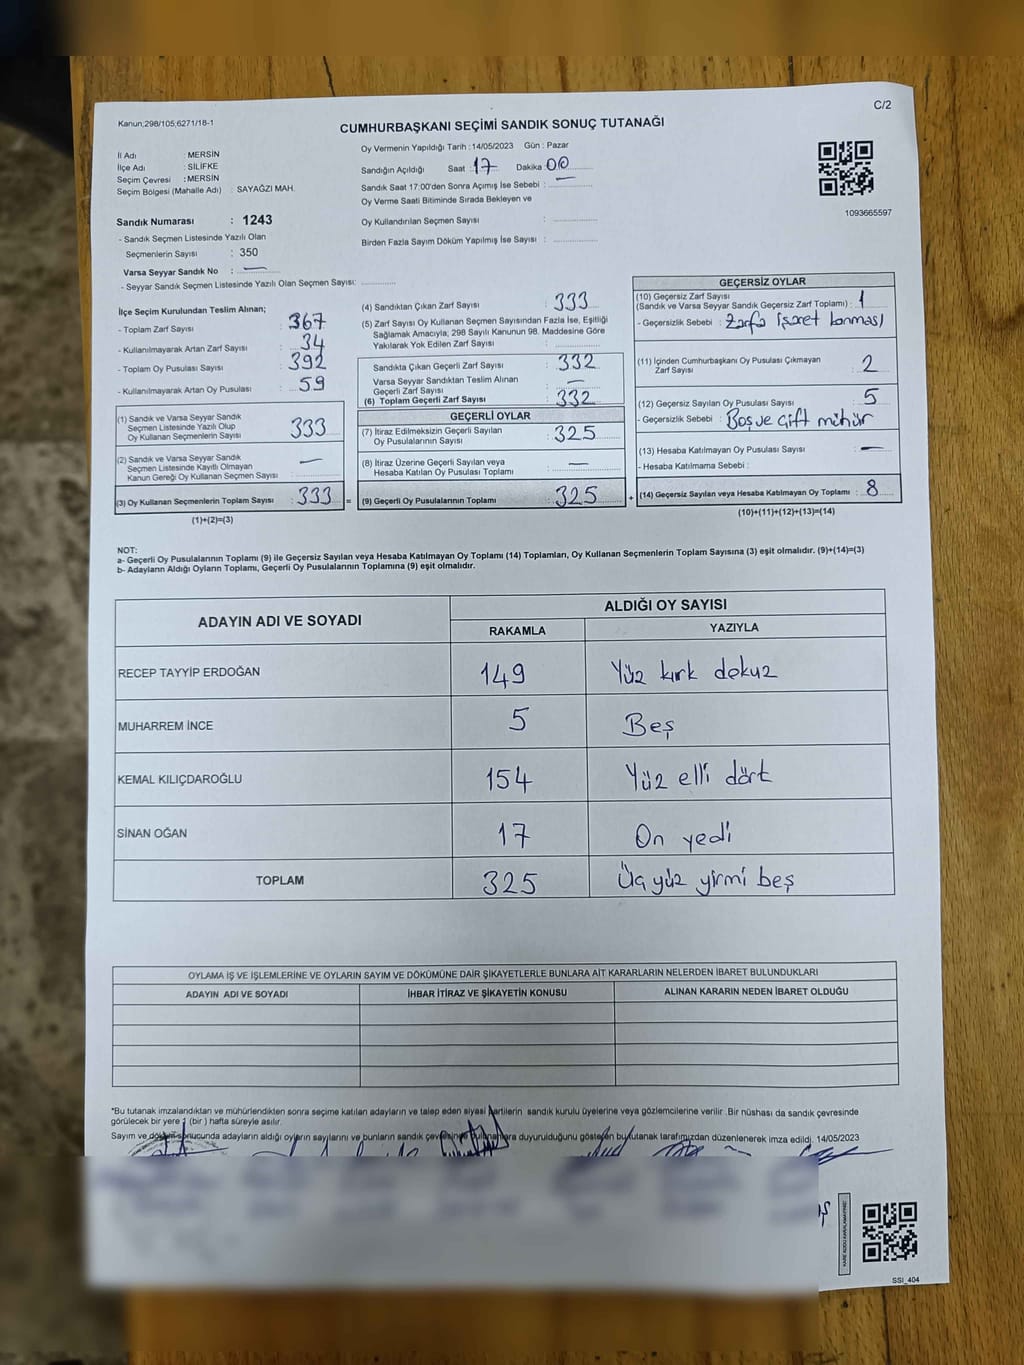 C/2
Kanun;298/105,6271/18-1
CUMHURBAŞKANI SEÇİMİ SANDIK SONUÇ TUTANAĞI
İl Adı : MERSİN
İlçe Adı : SİLİFKE
Seçim Çevresi : MERSİN
Seçim Bölgesi (Mahalle Adı) : SAYAĞZI MAH.
Sandık Numarası : 1243
- Sandık Seçmen Listesinde Yazılı Olan
Seçmenlerin Sayısı : 350
Varsa Seyyar Sandık No : —
- Seyyar Sandık Seçmen Listesinde Yazılı Olan Seçmen Sayısı: ..............
Oy Vermenin Yapıldığı Tarih : 14/05/2023 Gün : Pazar
Sandığın Açıldığı Saat 17 Dakika 00
Sandık Saat 17:00'den Sonra Açımış İse Sebebi : —
Oy Verme Saati Bitiminde Sırada Bekleyen ve
Oy Kullandırılan Seçmen Sayısı : ..............
Birden Fazla Sayım Döküm Yapılmış İse Sayısı : ..............
1093665597
İlçe Seçim Kurulundan Teslim Alınan;
- Toplam Zarf Sayısı : 367
- Kullanılmayarak Artan Zarf Sayısı : 34
- Toplam Oy Pusulası Sayısı : 392
- Kullanılmayarak Artan Oy Pusulası : 59
(1) Sandık ve Varsa Seyyar Sandık
Seçmen Listesinde Yazılı Olup
Oy Kullanan Seçmenlerin Sayısı 333
(2) Sandık ve Varsa Seyyar Sandık
Seçmen Listesinde Kayıtlı Olmayan
Kanun Gereği Oy Kullanan Seçmen Sayısı : —
(3) Oy Kullanan Seçmenlerin Toplam Sayısı : 333 =
(1)+(2)=(3)
(4) Sandıktan Çıkan Zarf Sayısı : 333
(5) Zarf Sayısı Oy Kullanan Seçmen Sayısından Fazla İse, Eşitliği
Sağlamak Amacıyla, 298 Sayılı Kanunun 98. Maddesine Göre
Yakılarak Yok Edilen Zarf Sayısı : ..............
Sandıkta Çıkan Geçerli Zarf Sayısı : 332
Varsa Seyyar Sandıktan Teslim Alınan
Geçerli Zarf Sayısı : —
(6) Toplam Geçerli Zarf Sayısı : 332
GEÇERLİ OYLAR
(7) İtiraz Edilmeksizin Geçerli Sayılan
Oy Pusulalarının Sayısı : 325
(8) İtiraz Üzerine Geçerli Sayılan veya
Hesaba Katılan Oy Pusulası Toplamı : —
(9) Geçerli Oy Pusulalarının Toplamı : 325 +
GEÇERSİZ OYLAR
(10) Geçersiz Zarf Sayısı
(Sandık ve Varsa Seyyar Sandık Geçersiz Zarf Toplamı) : 1
- Geçersizlik Sebebi : Zarfa işaret konması
(11) İçinden Cumhurbaşkanı Oy Pusulası Çıkmayan
Zarf Sayısı : 2
(12) Geçersiz Sayılan Oy Pusulası Sayısı : 5
- Geçersizlik Sebebi : Boş ve Çift mühür
(13) Hesaba Katılmayan Oy Pusulası Sayısı : —
- Hesaba Katılmama Sebebi :
(14) Geçersiz Sayılan veya Hesaba Katılmayan Oy Toplamı : 8
(10)+(11)+(12)+(13)=(14)
NOT:
a- Geçerli Oy Pusulalarının Toplamı (9) ile Geçersiz Sayılan veya Hesaba Katılmayan Oy Toplamı (14) Toplamları, Oy Kullanan Seçmenlerin Toplam Sayısına (3) eşit olmalıdır. (9)+(14)=(3)
b- Adayların Aldığı Oyların Toplamı, Geçerli Oy Pusulalarının Toplamına (9) eşit olmalıdır.
ADAYIN ADI VE SOYADI ALDIĞI OY SAYISI
RAKAMLA YAZIYLA
RECEP TAYYİP ERDOĞAN 149 Yüz kırk dokuz
MUHARREM İNCE 5 Beş
KEMAL KILIÇDAROĞLU 154 Yüz elli dört
SİNAN OĞAN 17 On yedi
TOPLAM 325 Üç yüz yirmi beş
OYLAMA İŞ VE İŞLEMLERİNE VE OYLARIN SAYIM VE DÖKÜMÜNE DAİR ŞİKAYETLERLE BUNLARA AİT KARARLARIN NELERDEN İBARET BULUNDUKLARI
ADAYIN ADI VE SOYADI İHBAR İTİRAZ VE ŞİKAYETİN KONUSU ALINAN KARARIN NEDEN İBARET OLDUĞU
*Bu tutanak imzalandıktan ve mühürlendikten sonra seçime katılan adayların ve talep eden siyasi partilerin sandık kurulu üyelerine veya gözlemcilerine verilir .Bir nüshası da sandık çevresinde
görülecek bir yere 1 (bir ) hafta süreyle asılır.
Sayım ve döküm sonucunda adayların aldığı oyların sayılarını ve bunların sandık çevresinde bulunanlara duyurulduğunu gösteren bu tutanak tarafımızdan düzenlenerek imza edildi. 14/05/2023
SSI_404